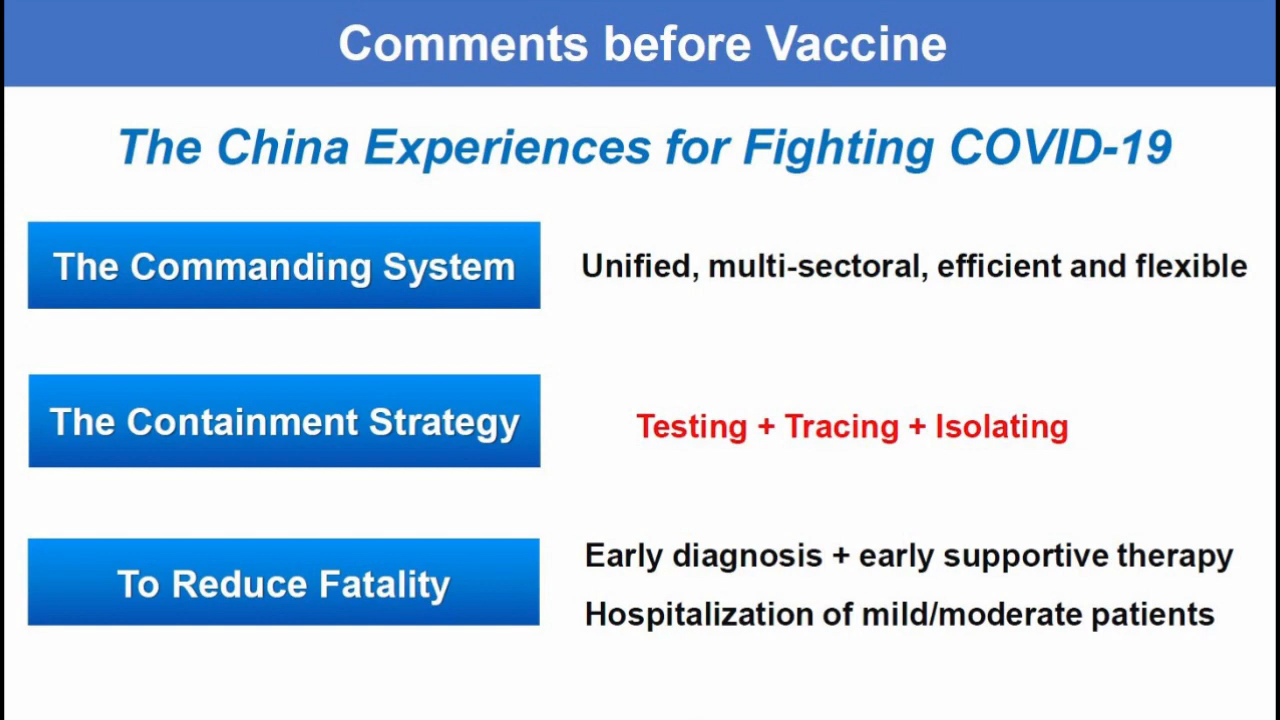 Comments before Vaccine
The China Experiences for Fighting COVID-19
The Commanding System
Unified, multi-sectoral, efficient and flexible
The Containment Strategy
Testing + Tracing + Isolating
To Reduce Fatality
Early diagnosis + early supportive therapy
Hospitalization of mild/moderate patients